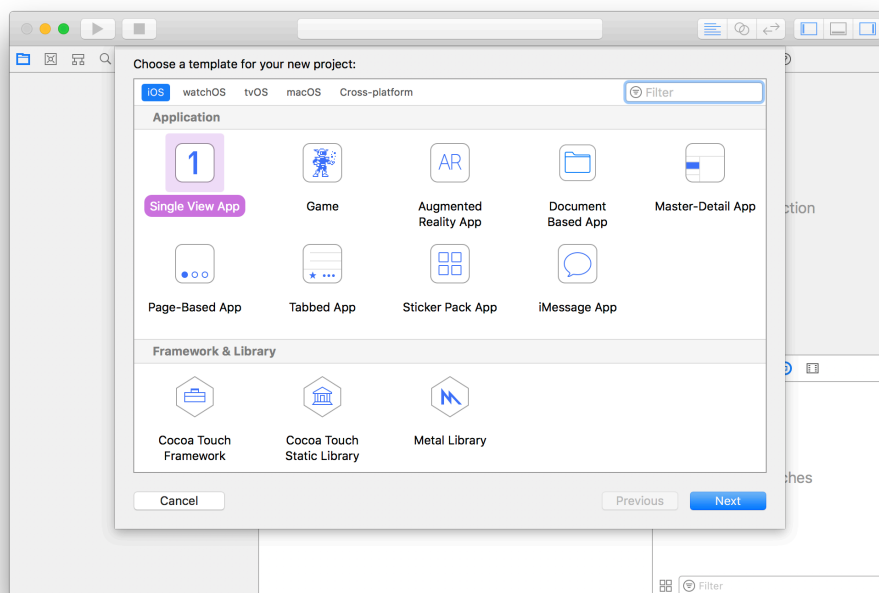 Choose a template for your new project:
iOS watchOS tvOS macOS Cross-platform Filter
Application
1 AR
Single View App Game Augmented Reality App Document Based App Master-Detail App
Page-Based App Tabbed App Sticker Pack App iMessage App
Framework & Library
Cocoa Touch Framework Cocoa Touch Static Library Metal Library
Cancel Previous Next
Filter